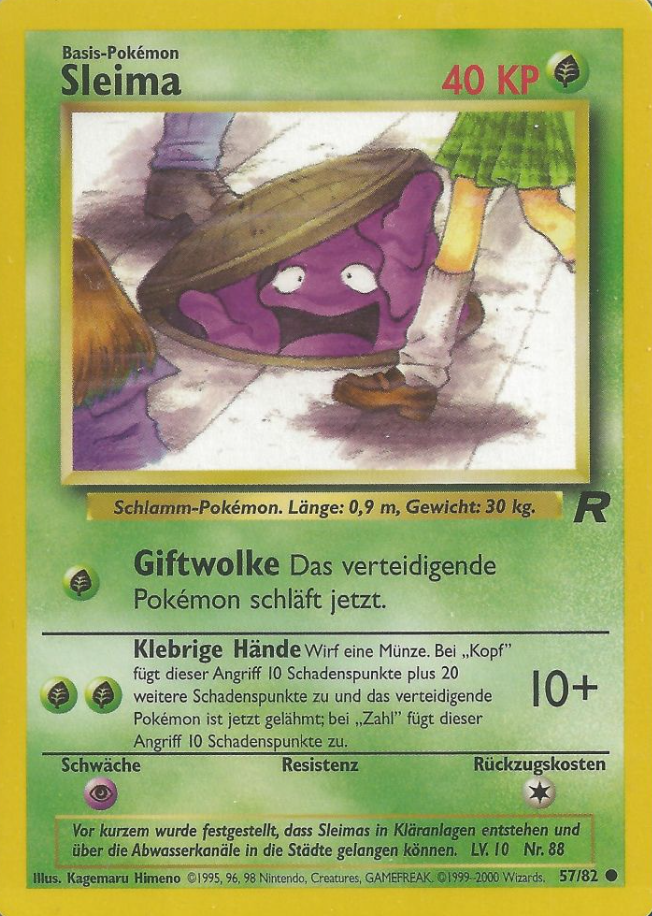 Basis-Pokémon
Sleima
40 KP
Schlamm-Pokémon. Länge: 0,9 m, Gewicht: 30 kg.
R
Giftwolke Das verteidigende
Pokémon schläft jetzt.
Klebrige Hände Wirf eine Münze. Bei „Kopf”
fügt dieser Angriff 10 Schadenspunkte plus 20
weitere Schadenspunkte zu und das verteidigende
Pokémon ist jetzt gelähmt; bei „Zahl” fügt dieser
Angriff 10 Schadenspunkte zu.
10+
Schwäche Resistenz Rückzugskosten
Vor kurzem wurde festgestellt, dass Sleimas in Kläranlagen entstehen und
über die Abwasserkanäle in die Städte gelangen können. LV. 10 Nr. 88
Illus. Kagemaru Himeno ©1995, 96, 98 Nintendo, Creatures, GAMEFREAK. ©1999-2000 Wizards. 57/82